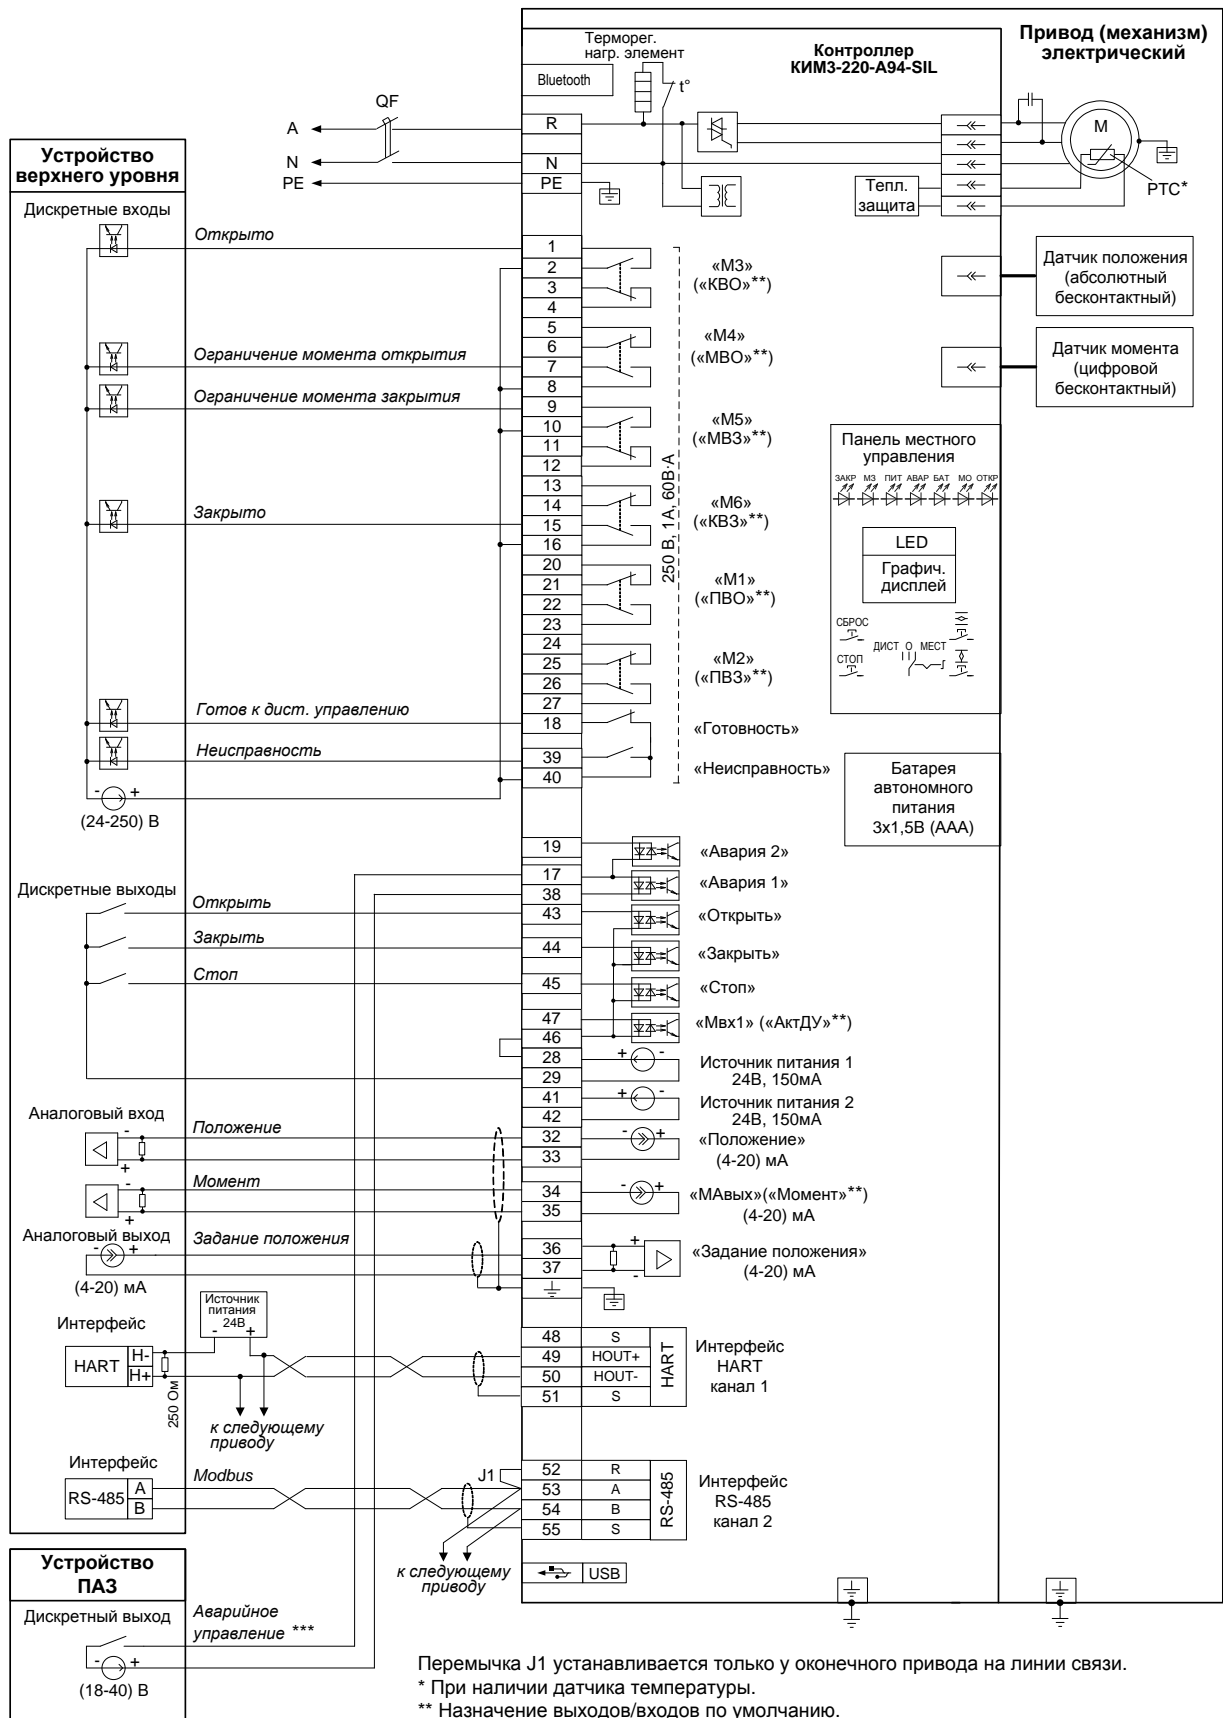 Привод (механизм)
электрический
Контроллер
КИМ3-220-А94-SIL
Терморег.
нагр. элемент
Bluetooth
t°
QF
A
N
PE
R
N
PE
M
PTC*
Тепл.
защита
Устройство
верхнего уровня
Дискретные входы
Открыто
1
2
3
4
«М3»
(«КВО»**)
Датчик положения
(абсолютный
бесконтактный)
5
6
7
8
«М4»
(«МВО»**)
Ограничение момента открытия
Датчик момента
(цифровой
бесконтактный)
Ограничение момента закрытия
9
10
11
12
«М5»
(«МВЗ»**)
250 В, 1А, 60В·А
Панель местного
управления
ЗАКР МЗ ПИТ АВАР БАТ МО ОТКР
13
14
15
16
«М6»
(«КВЗ»**)
Закрыто
LED
Графич.
дисплей
20
21
22
23
«М1»
(«ПВО»**)
СБРОС
СТОП
ДИСТ О МЕСТ
24
25
26
27
«М2»
(«ПВЗ»**)
Готов к дист. управлению
18
«Готовность»
Неисправность
39
40
«Неисправность»
- +
(24-250) В
Батарея
автономного
питания
3х1,5В (ААА)
19
«Авария 2»
17
38
«Авария 1»
Дискретные выходы
Открыть
43
«Открыть»
Закрыть
44
«Закрыть»
Стоп
45
«Стоп»
47
46
«Мвх1» («АктДУ»**)
28
29
+ -
Источник питания 1
24В, 150мА
41
42
+ -
Источник питания 2
24В, 150мА
Аналоговый вход
-
+
Положение
32
33
- +
«Положение»
(4-20) мА
-
+
Момент
34
35
- +
«МАвых»(«Момент»**)
(4-20) мА
Аналоговый выход
- +
(4-20) мА
Задание положения
36
37
+
-
«Задание положения»
(4-20) мА
Источник
питания
24В
- +
Интерфейс
HART
H-
H+
250 Ом
к следующему
приводу
48 S
49 HOUT+
50 HOUT-
51 S
HART
Интерфейс
HART
канал 1
Интерфейс
RS-485
A
B
Modbus
J1
52 R
53 A
54 B
55 S
RS-485
Интерфейс
RS-485
канал 2
к следующему
приводу
USB
Устройство
ПАЗ
Дискретный выход
- +
(18-40) В
Аварийное
управление ***
Перемычка J1 устанавливается только у оконечного привода на линии связи.
* При наличии датчика температуры.
** Назначение выходов/входов по умолчанию.